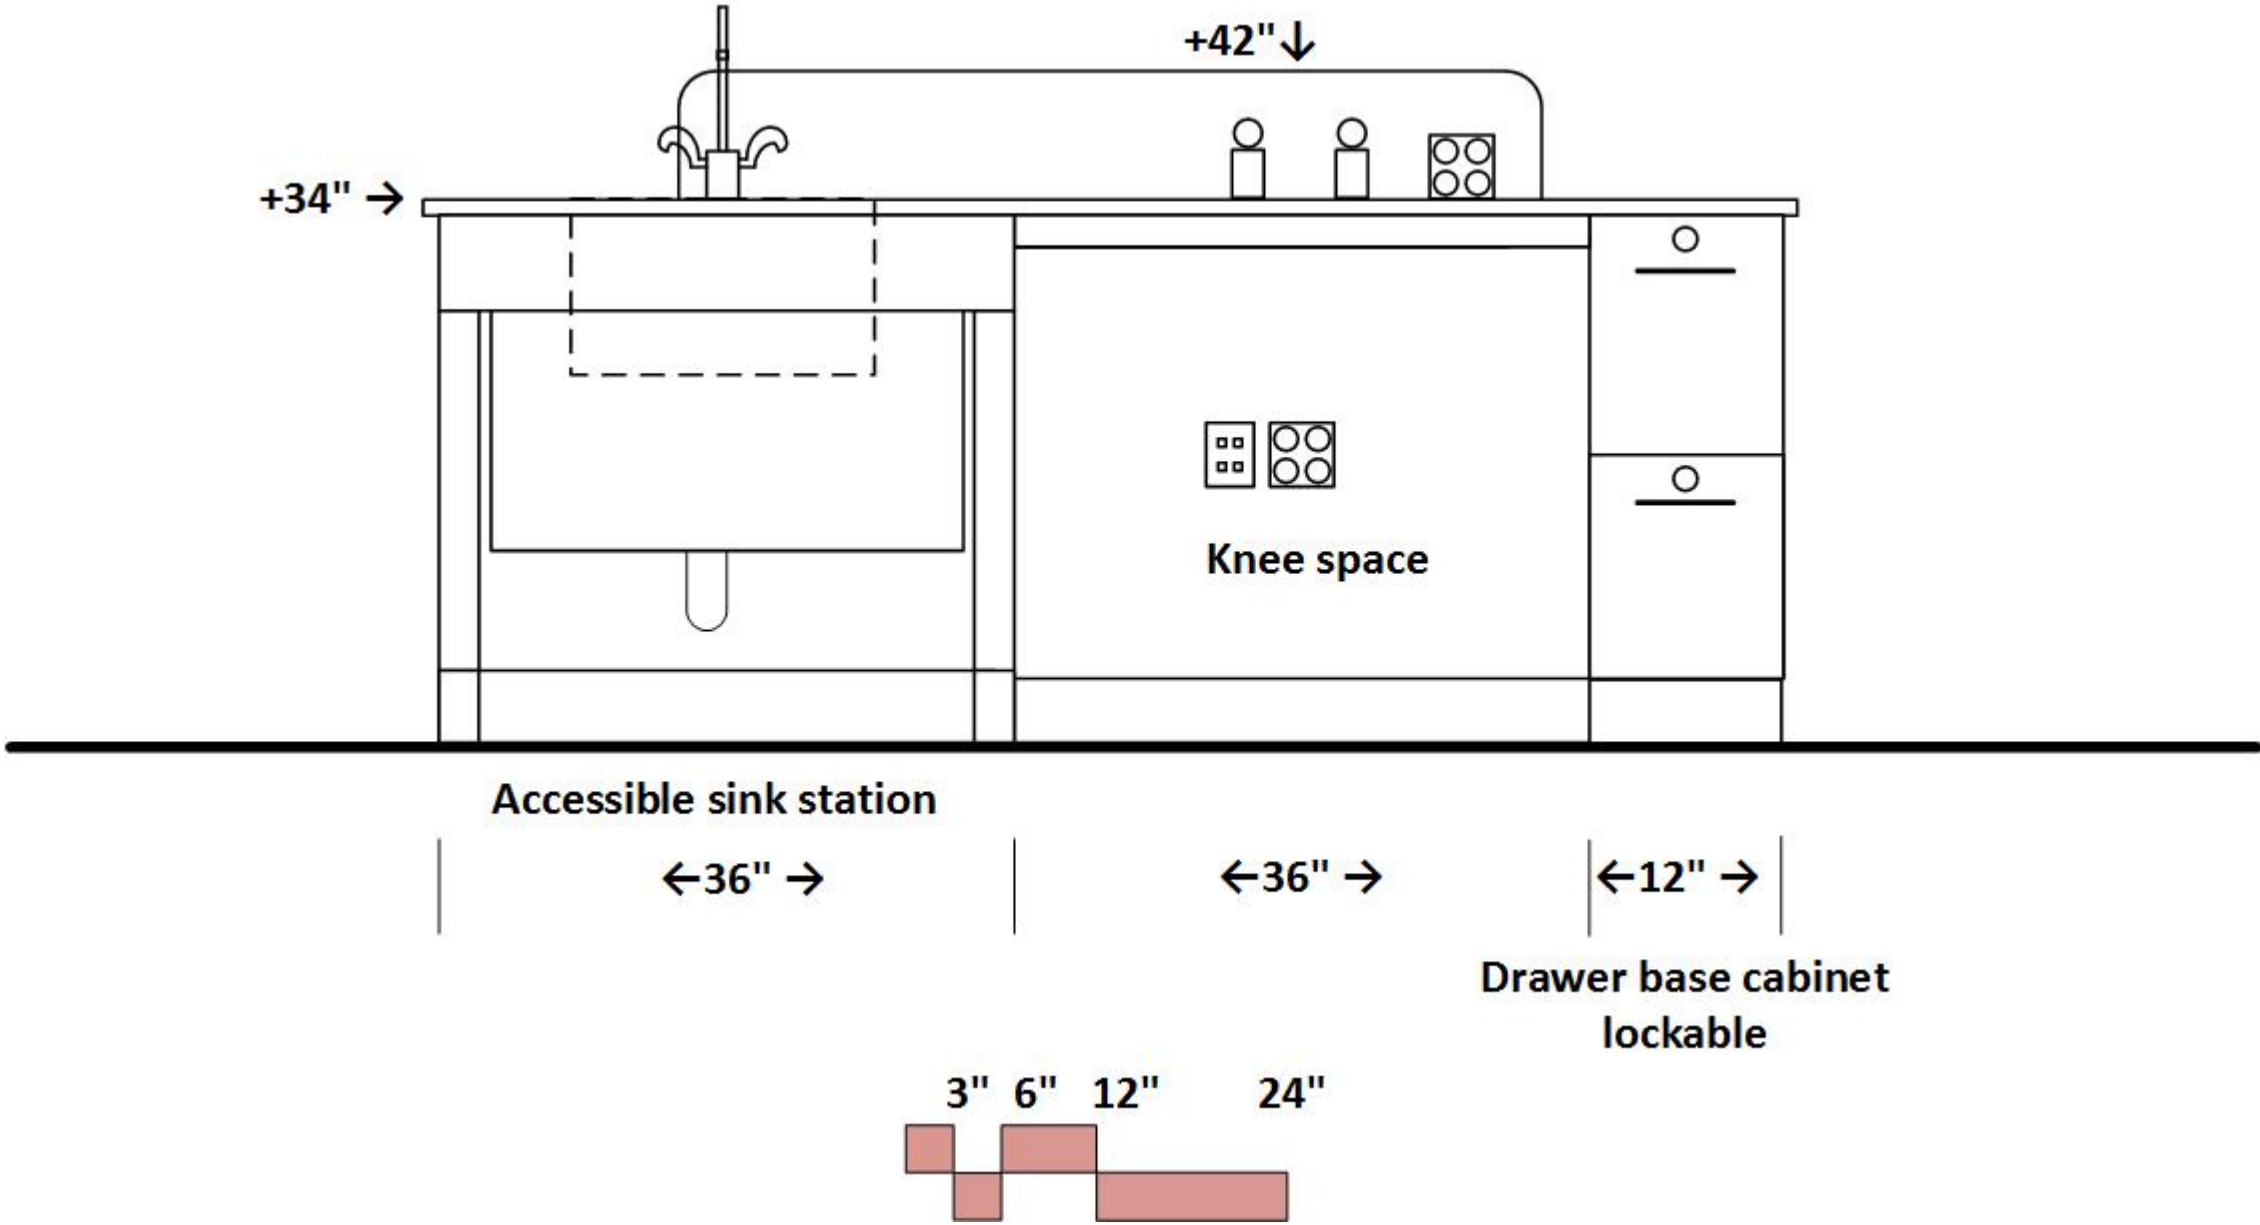 +42"↓
+34" →
Knee space
Accessible sink station
←36" →
←36" →
←12" →
Drawer base cabinet
lockable
3" 6" 12" 24"